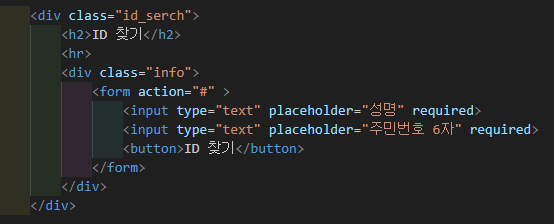 <div class="id_serch">
<h2>ID 찾기</h2>
<hr>
<div class="info">
<form action="#" >
<input type="text" placeholder="성명" required>
<input type="text" placeholder="주민번호 6자" required>
<button>ID 찾기</button>
</form>
</div>
</div>